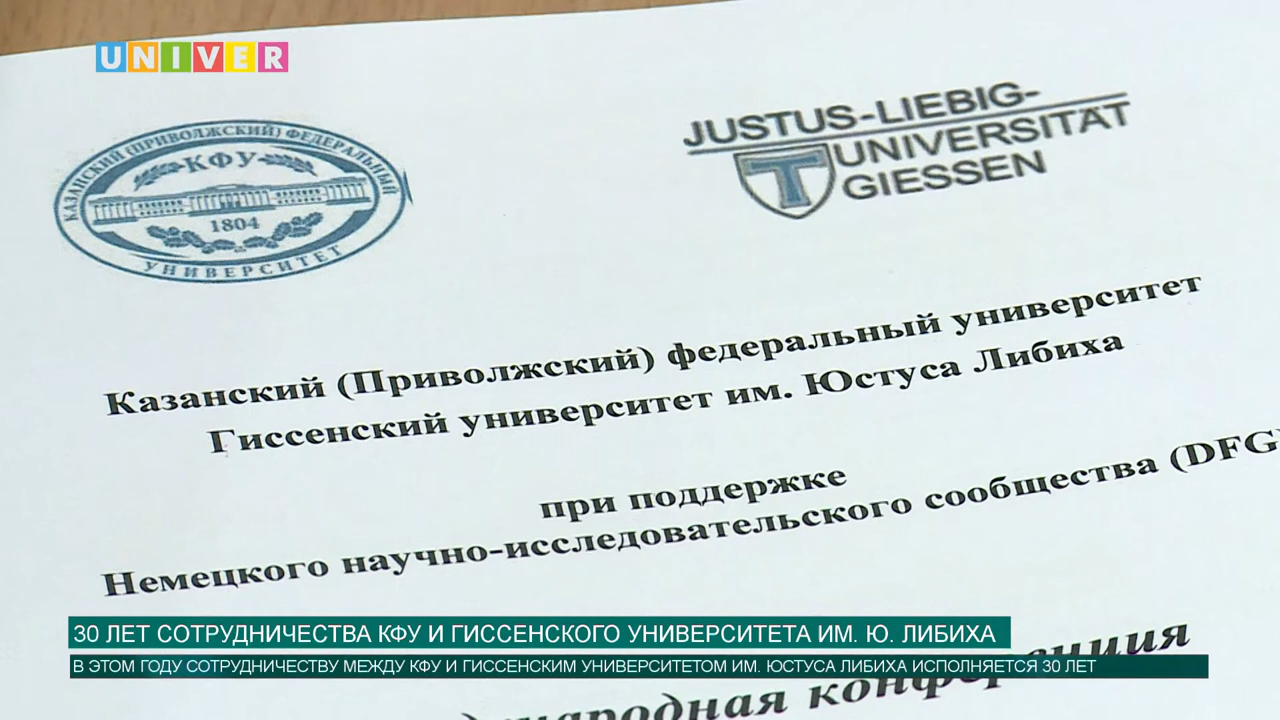 UNIVER
КАЗАНСКИЙ (ПРИВОЛЖСКИЙ) ФЕДЕРАЛЬНЫЙ
КФУ
1804
УНИВЕРСИТЕТ
JUSTUS-LIEBIG-
UNIVERSITÄT
GIESSEN
Казанский (Приволжский) федеральный университет
Гиссенский университет им. Юстуса Либиха
при поддержке
Немецкого научно-исследовательского сообщества (DFG)
30 ЛЕТ СОТРУДНИЧЕСТВА КФУ И ГИССЕНСКОГО УНИВЕРСИТЕТА ИМ. Ю. ЛИБИХА
В ЭТОМ ГОДУ СОТРУДНИЧЕСТВУ МЕЖДУ КФУ И ГИССЕНСКИМ УНИВЕРСИТЕТОМ ИМ. ЮСТУСА ЛИБИХА ИСПОЛНЯЕТСЯ 30 ЛЕТ